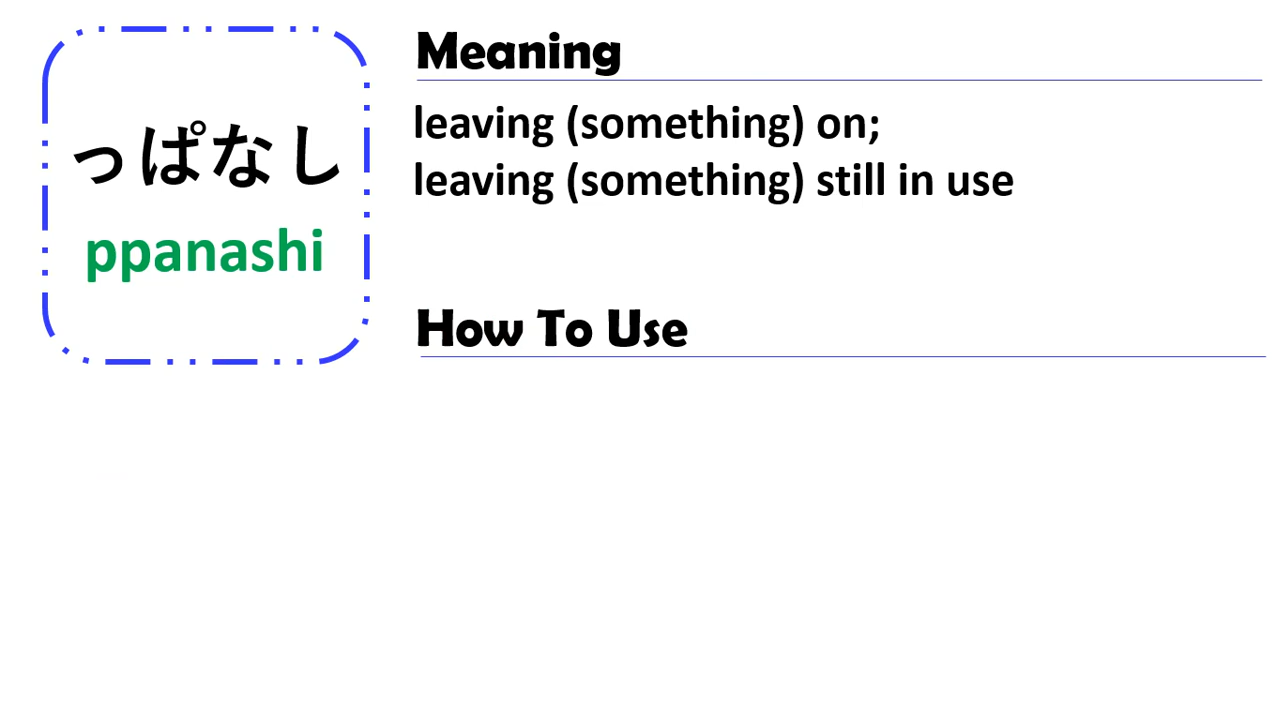 っぱなし
ppanashi
Meaning
leaving (something) on;
leaving (something) still in use
How To Use